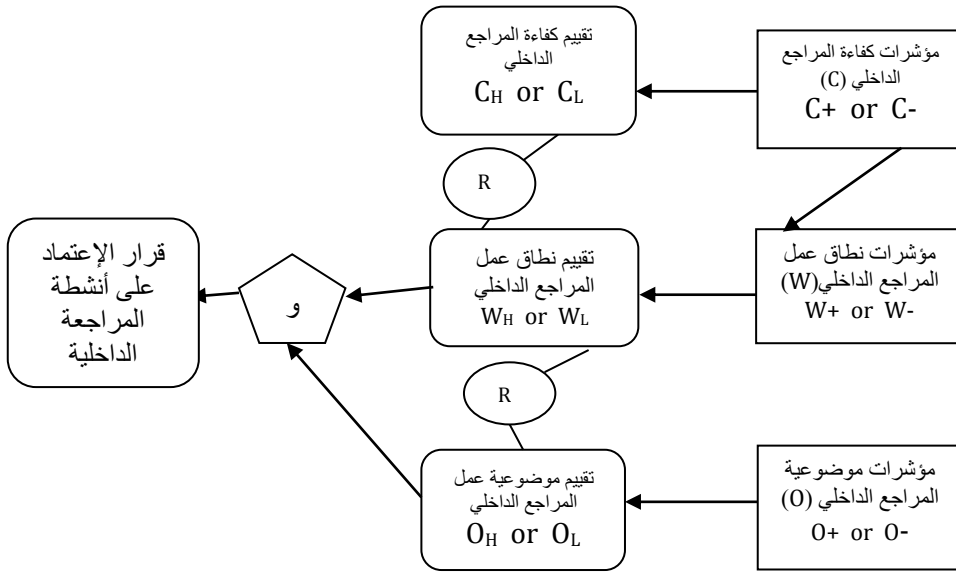 مؤشرات كفاءة المراجع
الداخلي (C)
C+ or C-
تقييم كفاءة المراجع
الداخلي
CH or CL
R
مؤشرات نطاق عمل
المراجع الداخلي(W)
W+ or W-
تقييم نطاق عمل
المراجع الداخلي
WH or WL
و
قرار الإعتماد
على أنشطة
المراجعة
الداخلية
R
مؤشرات موضوعية
المراجع الداخلي (O)
O+ or O-
تقييم موضوعية عمل
المراجع الداخلي
OH or OL